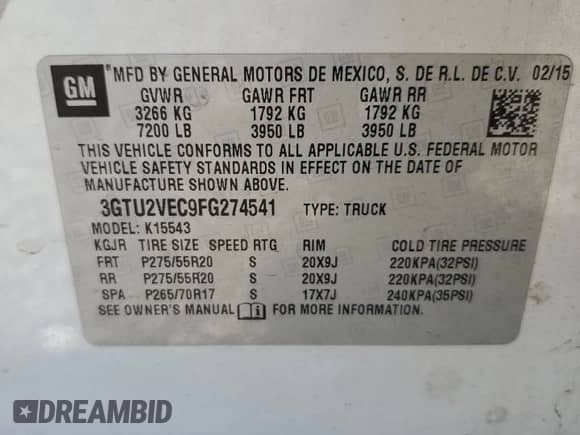 GM *MFD BY GENERAL MOTORS DE MEXICO, S. DE R.L. DE C.V. 02/15
GVWR GAWR FRT GAWR RR
3266 KG 1792 KG 1792 KG
7200 LB 3950 LB 3950 LB
THIS VEHICLE CONFORMS TO ALL APPLICABLE U.S. FEDERAL MOTOR
VEHICLE SAFETY STANDARDS IN EFFECT ON THE DATE OF
MANUFACTURE SHOWN ABOVE.
3GTU2VEC9FG274541 TYPE: TRUCK
MODEL: K15543
KGJR TIRE SIZE SPEED RTG RIM COLD TIRE PRESSURE
FRT P275/55R20 S 20X9J 220KPA(32PSI)
RR P275/55R20 S 20X9J 220KPA(32PSI)
SPA P265/70R17 S 17X7J 240KPA(35PSI)
SEE OWNER'S MANUAL FOR MORE INFORMATION.
DREAMBID